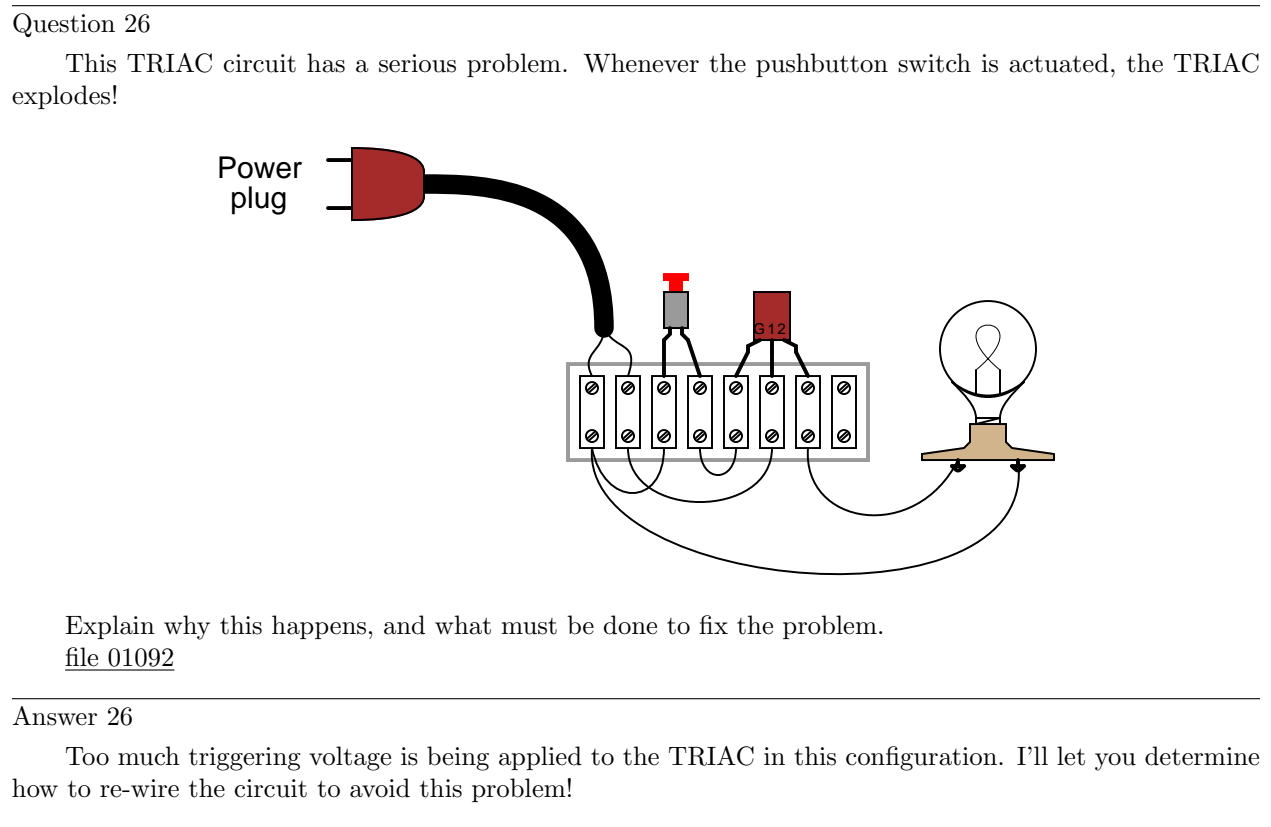 Question 26
This TRIAC circuit has a serious problem. Whenever the pushbutton switch is actuated, the TRIAC
explodes!
Power
plug
G 1 2
Explain why this happens, and what must be done to fix the problem.
file 01092
Answer 26
Too much triggering voltage is being applied to the TRIAC in this configuration. I'll let you determine
how to re-wire the circuit to avoid this problem!